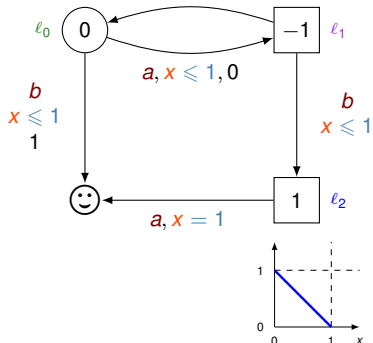 ℓ₀ 0 −1 ℓ₁
a, x ⩽ 1, 0
b
x ⩽ 1
1
b
x ⩽ 1
1 ℓ₂
a, x = 1
1
0
0 1 x